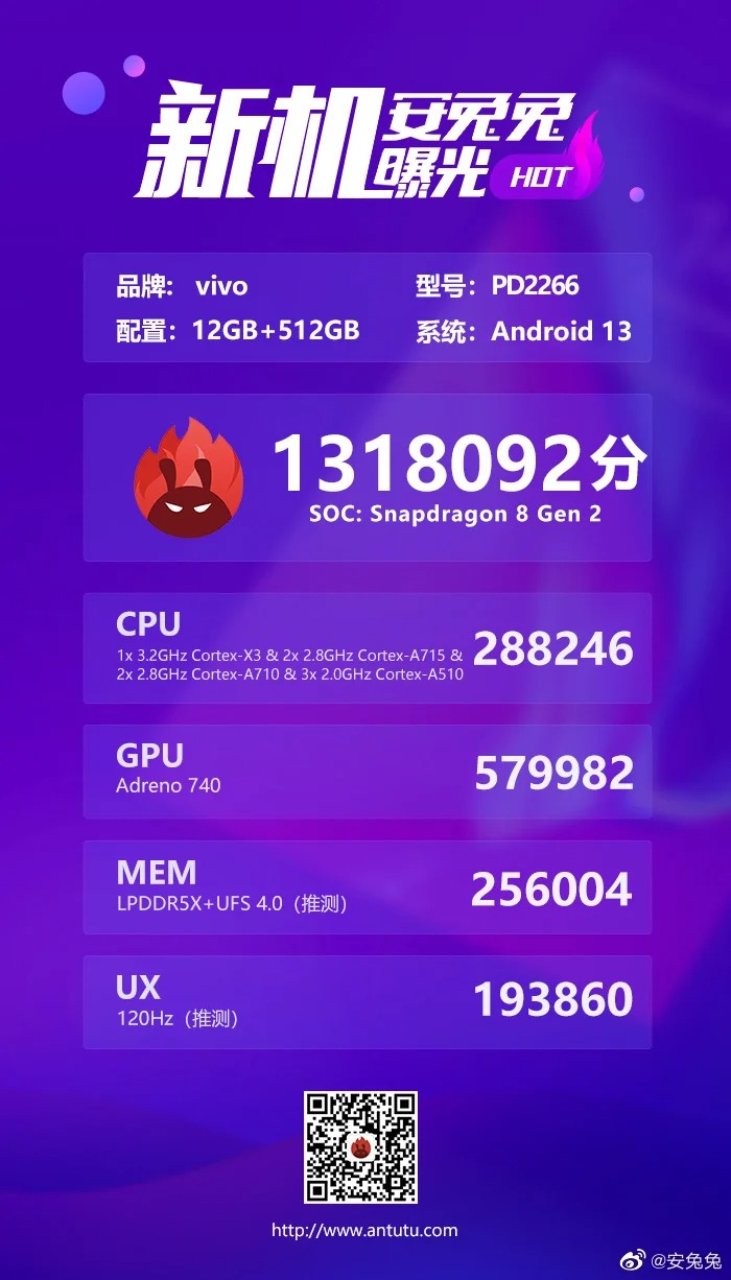 新机 安兔兔
曝光 HOT
品牌: vivo
型号：PD2266
配置：12GB+512GB
系统：Android 13
1318092分
SOC: Snapdragon 8 Gen 2
CPU
1x 3.2GHz Cortex-X3 & 2x 2.8GHz Cortex-A715 &
2x 2.8GHz Cortex-A710 & 3x 2.0GHz Cortex-A510
288246
GPU
Adreno 740
579982
MEM
LPDDR5X+UFS 4.0（推测）
256004
UX
120Hz（推测）
193860
http://www.antutu.com
@安兔兔